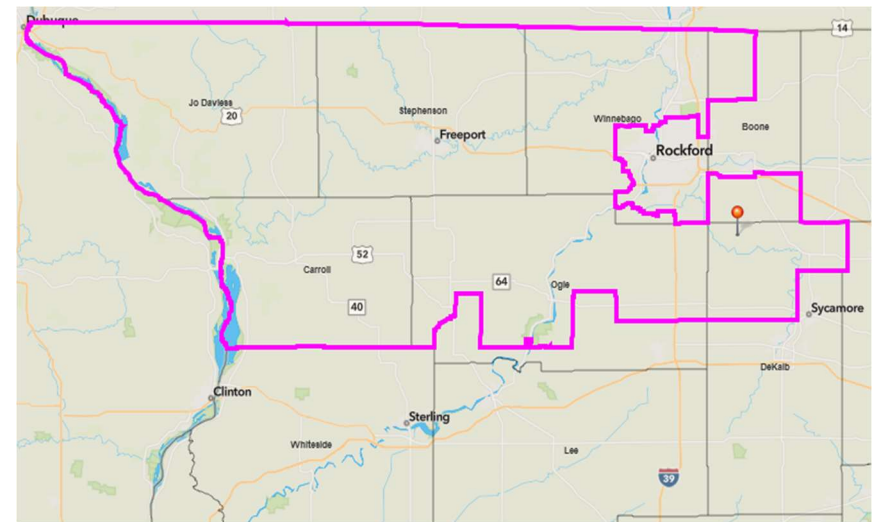 Dubuque
14
Jo Daviess
20
Stephenson
Freeport
Winnebago
Rockford
Boone
52
Carroll
64
Ogle
40
Sycamore
DeKalb
Clinton
Sterling
Whiteside
Lee
39